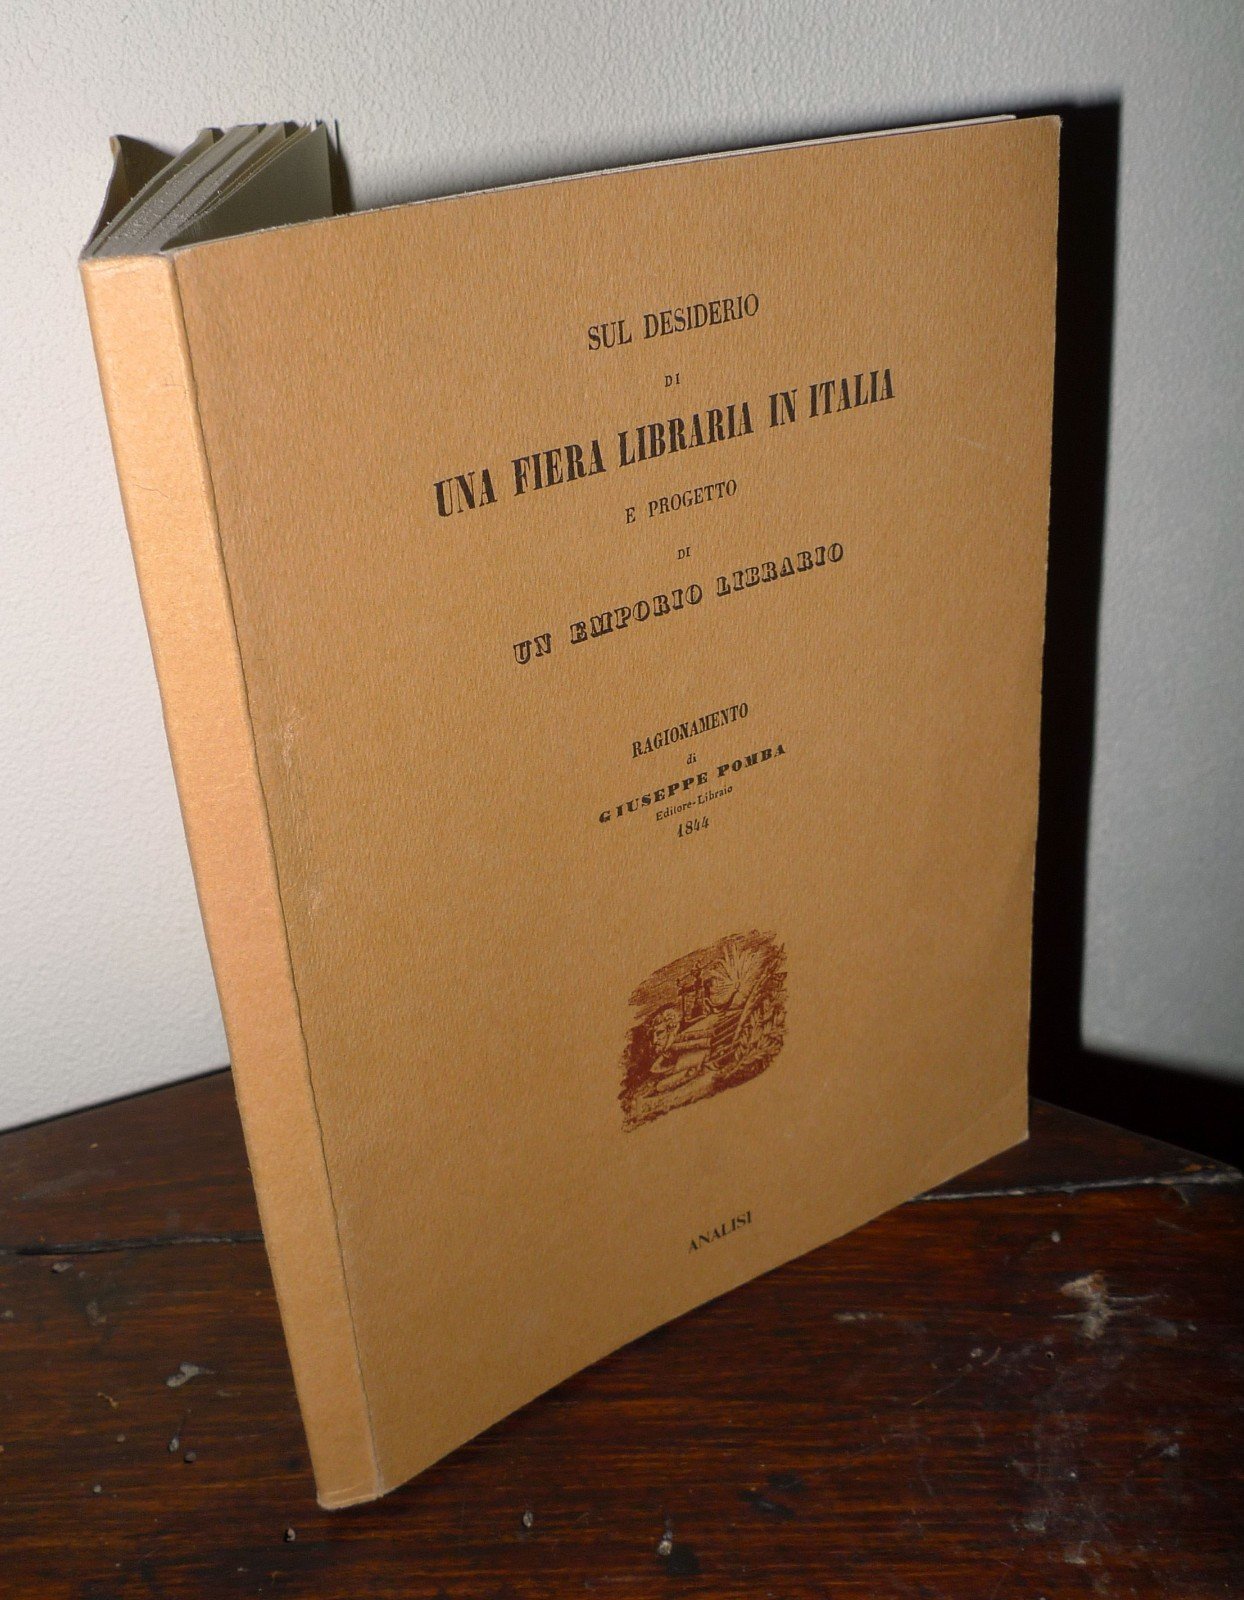 SUL DESIDERIO
DI
UNA FIERA LIBRARIA IN ITALIA
E PROGETTO
DI
UN EMPORIO LIBRARIO
RAGIONAMENTO
di
GIUSEPPE POMBA
Editore-Libraio
1844
ANALISI